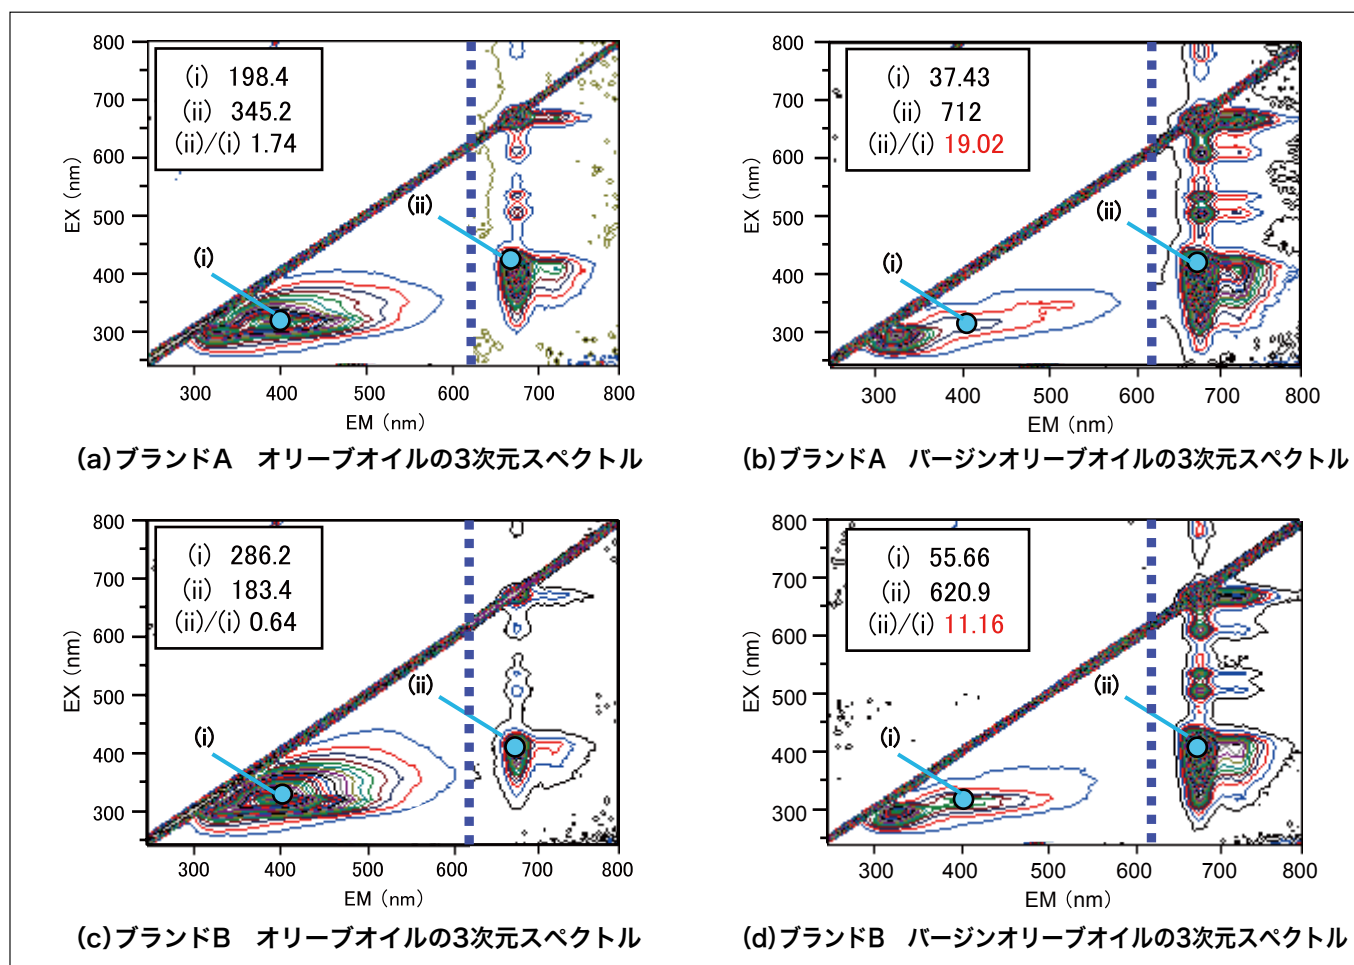 800
700
600
500
400
300
EX (nm)
(i) 198.4
(ii) 345.2
(ii)/(i) 1.74
(ii)
(i)
300 400 500 600 700 800
EM (nm)
(a)ブランドA オリーブオイルの3次元スペクトル
800
700
600
500
400
300
EX (nm)
(i) 37.43
(ii) 712
(ii)/(i) 19.02
(ii)
(i)
300 400 500 600 700 800
EM (nm)
(b)ブランドA バージンオリーブオイルの3次元スペクトル
800
700
600
500
400
300
EX (nm)
(i) 286.2
(ii) 183.4
(ii)/(i) 0.64
(ii)
(i)
300 400 500 600 700 800
EM (nm)
(c)ブランドB オリーブオイルの3次元スペクトル
800
700
600
500
400
300
EX (nm)
(i) 55.66
(ii) 620.9
(ii)/(i) 11.16
(ii)
(i)
300 400 500 600 700 800
EM (nm)
(d)ブランドB バージンオリーブオイルの3次元スペクトル